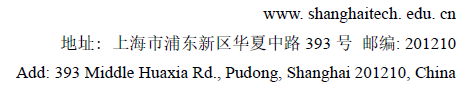 www. shanghaitech. edu. cn
地址: 上海市浦东新区华夏中路 393 号 邮编: 201210
Add: 393 Middle Huaxia Rd., Pudong, Shanghai 201210, China